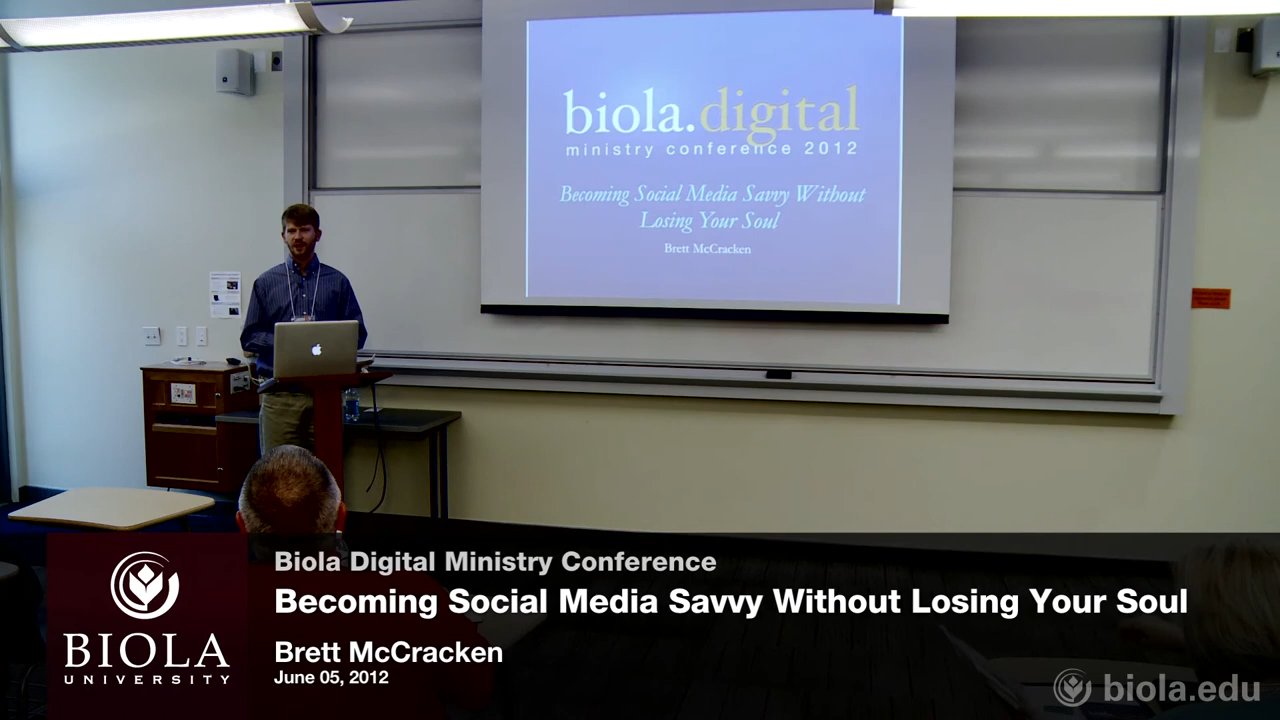 biola.digital
ministry conference 2012
Becoming Social Media Savvy Without
Losing Your Soul
Brett McCracken
Biola Digital Ministry Conference
Becoming Social Media Savvy Without Losing Your Soul
Brett McCracken
June 05, 2012
BIOLA
UNIVERSITY
biola.edu